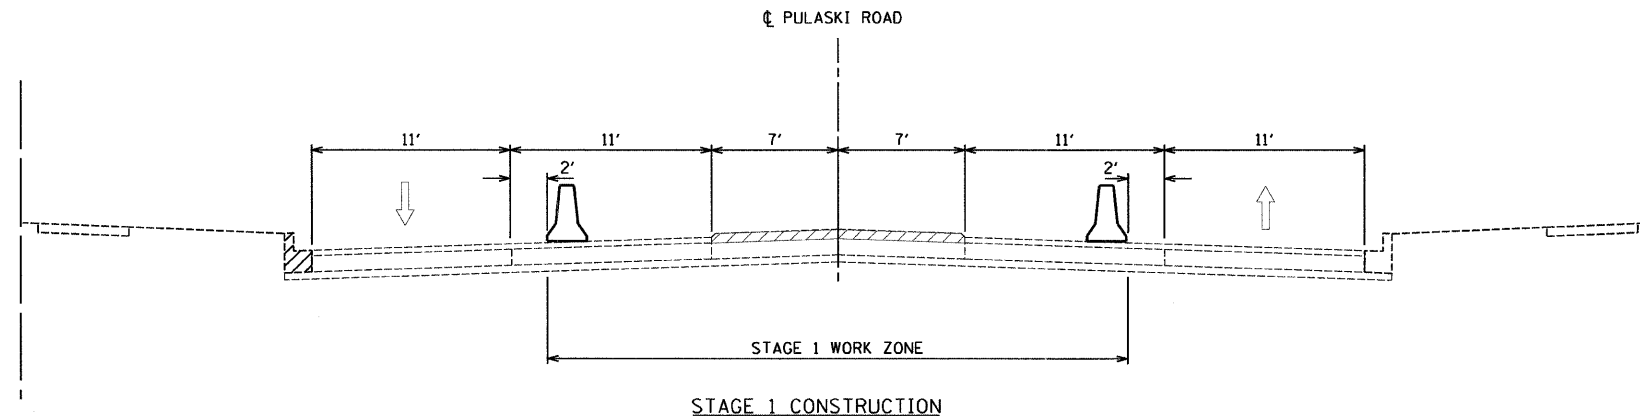 ℄ PULASKI ROAD
11' 11' 7' 7' 11' 11'
2' 2'
STAGE 1 WORK ZONE
STAGE 1 CONSTRUCTION